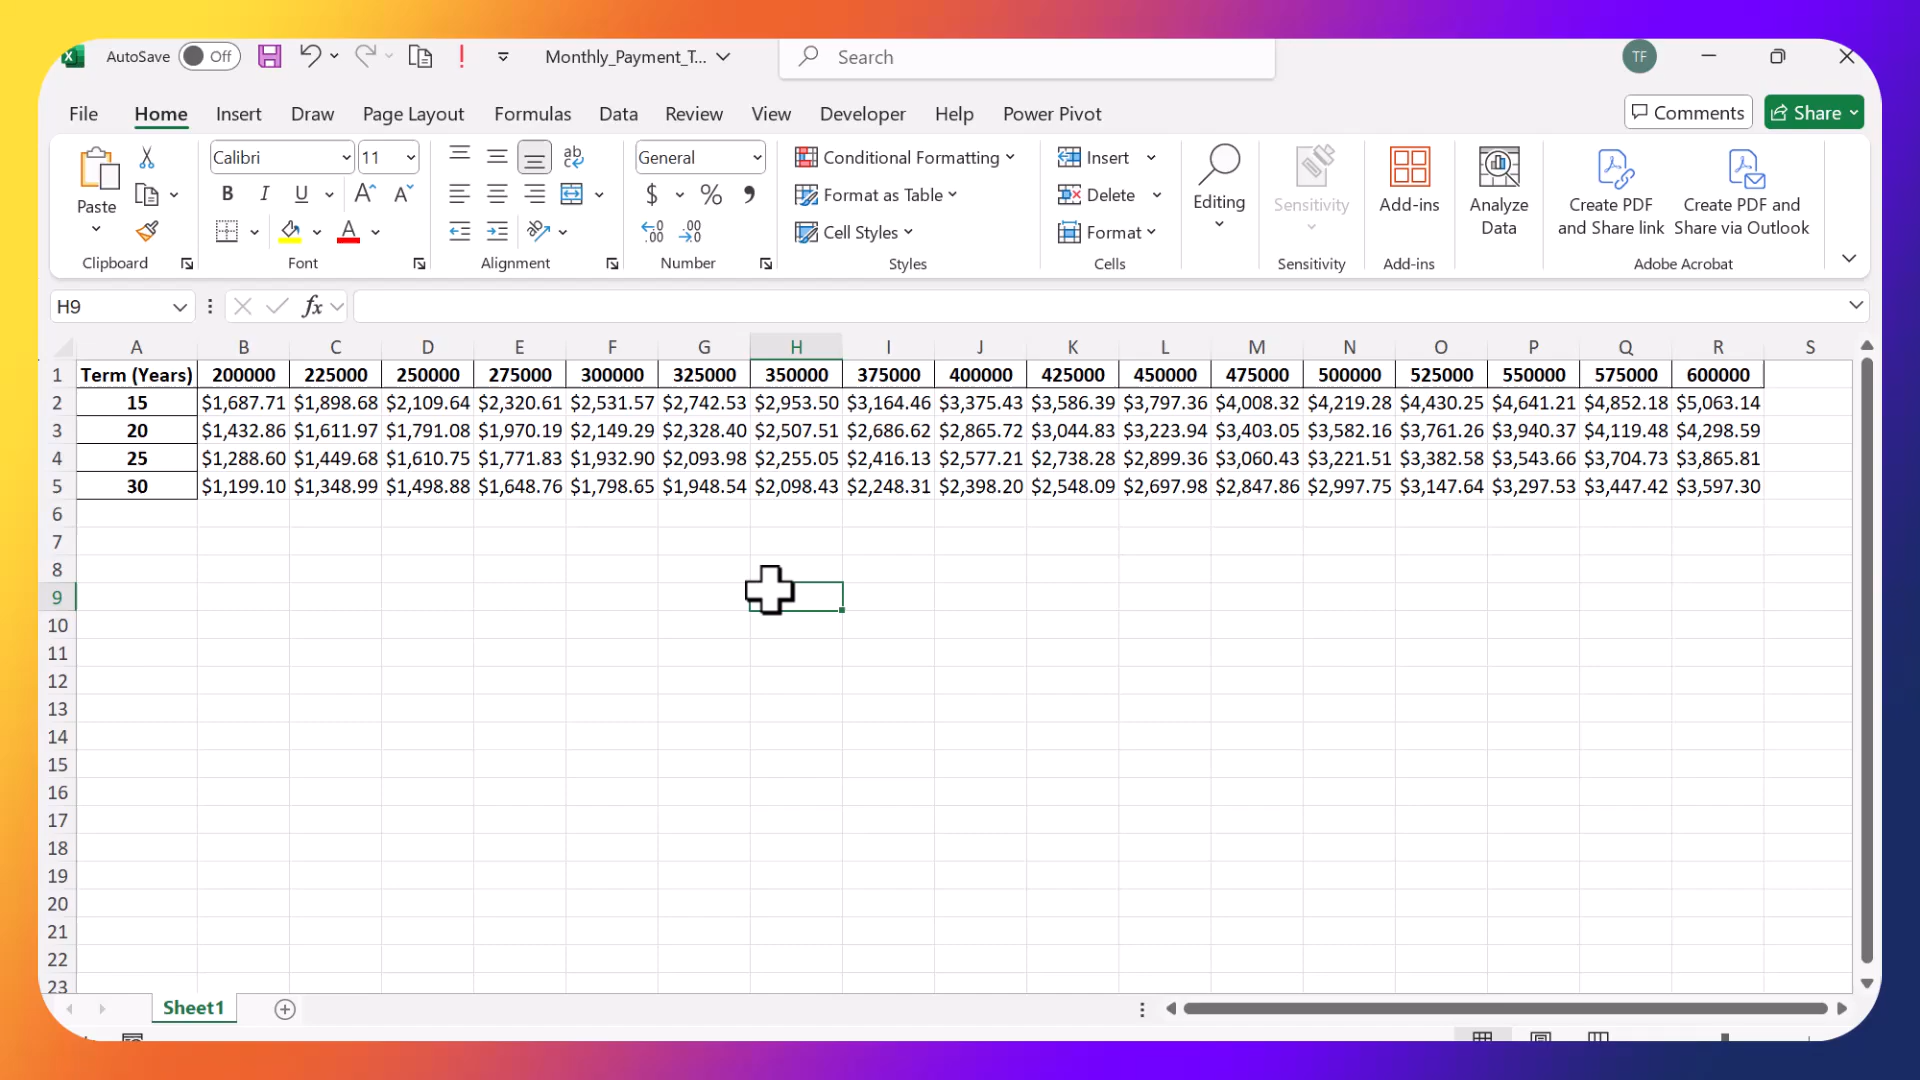 AutoSave Off Monthly_Payment_T... Search TF
File Home Insert Draw Page Layout Formulas Data Review View Developer Help Power Pivot Comments Share
Paste
Clipboard
Calibri 11
B I U A A
A
Font
ab
Alignment
General
$ % ,
.00 .00
Number
Conditional Formatting
Format as Table
Cell Styles
Styles
Insert
Delete
Format
Cells
Editing
Sensitivity
Sensitivity
Add-ins
Add-ins
Analyze
Data
Create PDF
and Share link
Create PDF and
Share via Outlook
Adobe Acrobat
H9 fx
A B C D E F G H I J K L M N O P Q R S
1 Term (Years) 200000 225000 250000 275000 300000 325000 350000 375000 400000 425000 450000 475000 500000 525000 550000 575000 600000
2 15 $1,687.71 $1,898.68 $2,109.64 $2,320.61 $2,531.57 $2,742.53 $2,953.50 $3,164.46 $3,375.43 $3,586.39 $3,797.36 $4,008.32 $4,219.28 $4,430.25 $4,641.21 $4,852.18 $5,063.14
3 20 $1,432.86 $1,611.97 $1,791.08 $1,970.19 $2,149.29 $2,328.40 $2,507.51 $2,686.62 $2,865.72 $3,044.83 $3,223.94 $3,403.05 $3,582.16 $3,761.26 $3,940.37 $4,119.48 $4,298.59
4 25 $1,288.60 $1,449.68 $1,610.75 $1,771.83 $1,932.90 $2,093.98 $2,255.05 $2,416.13 $2,577.21 $2,738.28 $2,899.36 $3,060.43 $3,221.51 $3,382.58 $3,543.66 $3,704.73 $3,865.81
5 30 $1,199.10 $1,348.99 $1,498.88 $1,648.76 $1,798.65 $1,948.54 $2,098.43 $2,248.31 $2,398.20 $2,548.09 $2,697.98 $2,847.86 $2,997.75 $3,147.64 $3,297.53 $3,447.42 $3,597.30
6
7
8
9
10
11
12
13
14
15
16
17
18
19
20
21
22
23
Sheet1